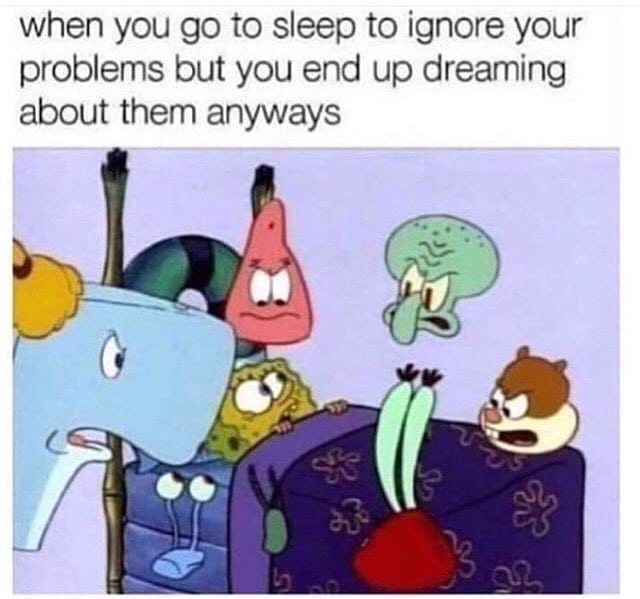 when you go to sleep to ignore your
problems but you end up dreaming
about them anyways